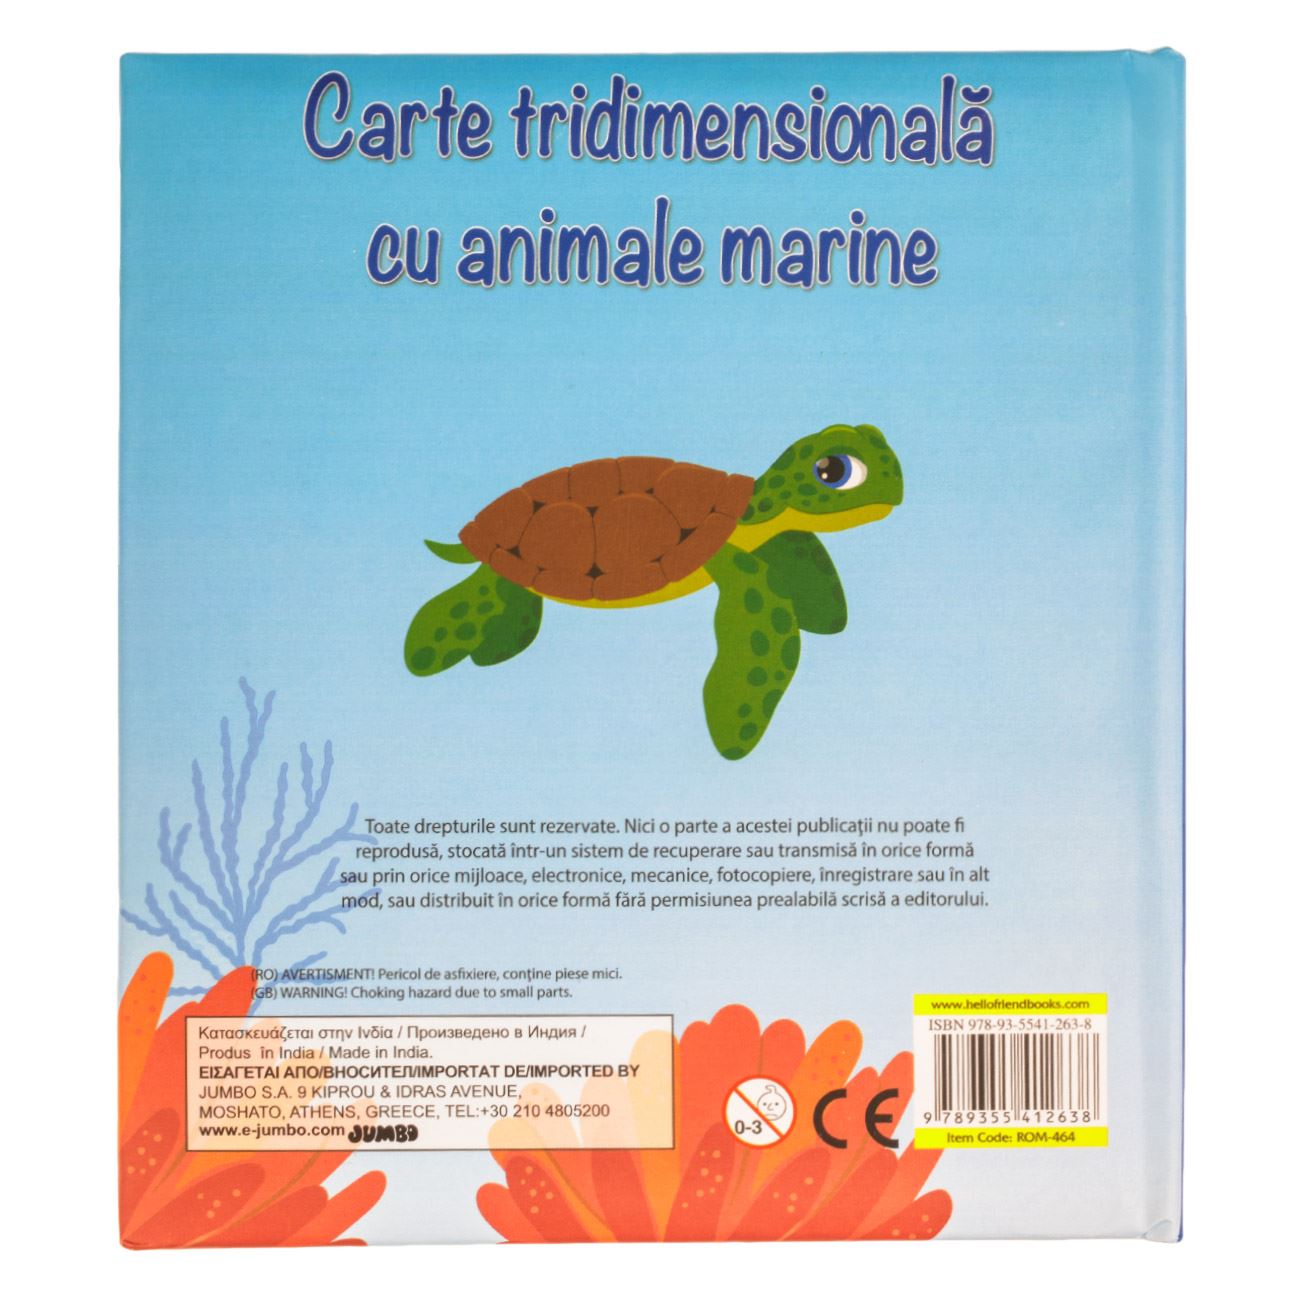 Carte tridimensională
cu animale marine
Toate drepturile sunt rezervate. Nici o parte a acestei publicații nu poate fi
reprodusă, stocată într-un sistem de recuperare sau transmisă în orice formă
sau prin orice mijloace, electronice, mecanice, fotocopiere, înregistrare sau în alt
mod, sau distribuit în orice formă fără permisiunea prealabilă scrisă a editorului.
(RO) AVERTISMENT! Pericol de asfixiere, conține piese mici.
(GB) WARNING! Choking hazard due to small parts.
Κατασκευάζεται στην Ινδία / Произведено в Индия /
Produs în India / Made in India.
ΕΙΣΑΓΕΤΑΙ ΑΠΟ/ВНОСИТЕЛ/IMPORTAT DE/IMPORTED BY
JUMBO S.A. 9 KIPROU & IDRAS AVENUE,
MOSHATO, ATHENS, GREECE, TEL:+30 210 4805200
www.e-jumbo.com JUMBO
0-3
CE
www.hellofriendbooks.com
ISBN 978-93-5541-263-8
9 789355 412638
Item Code: ROM-464